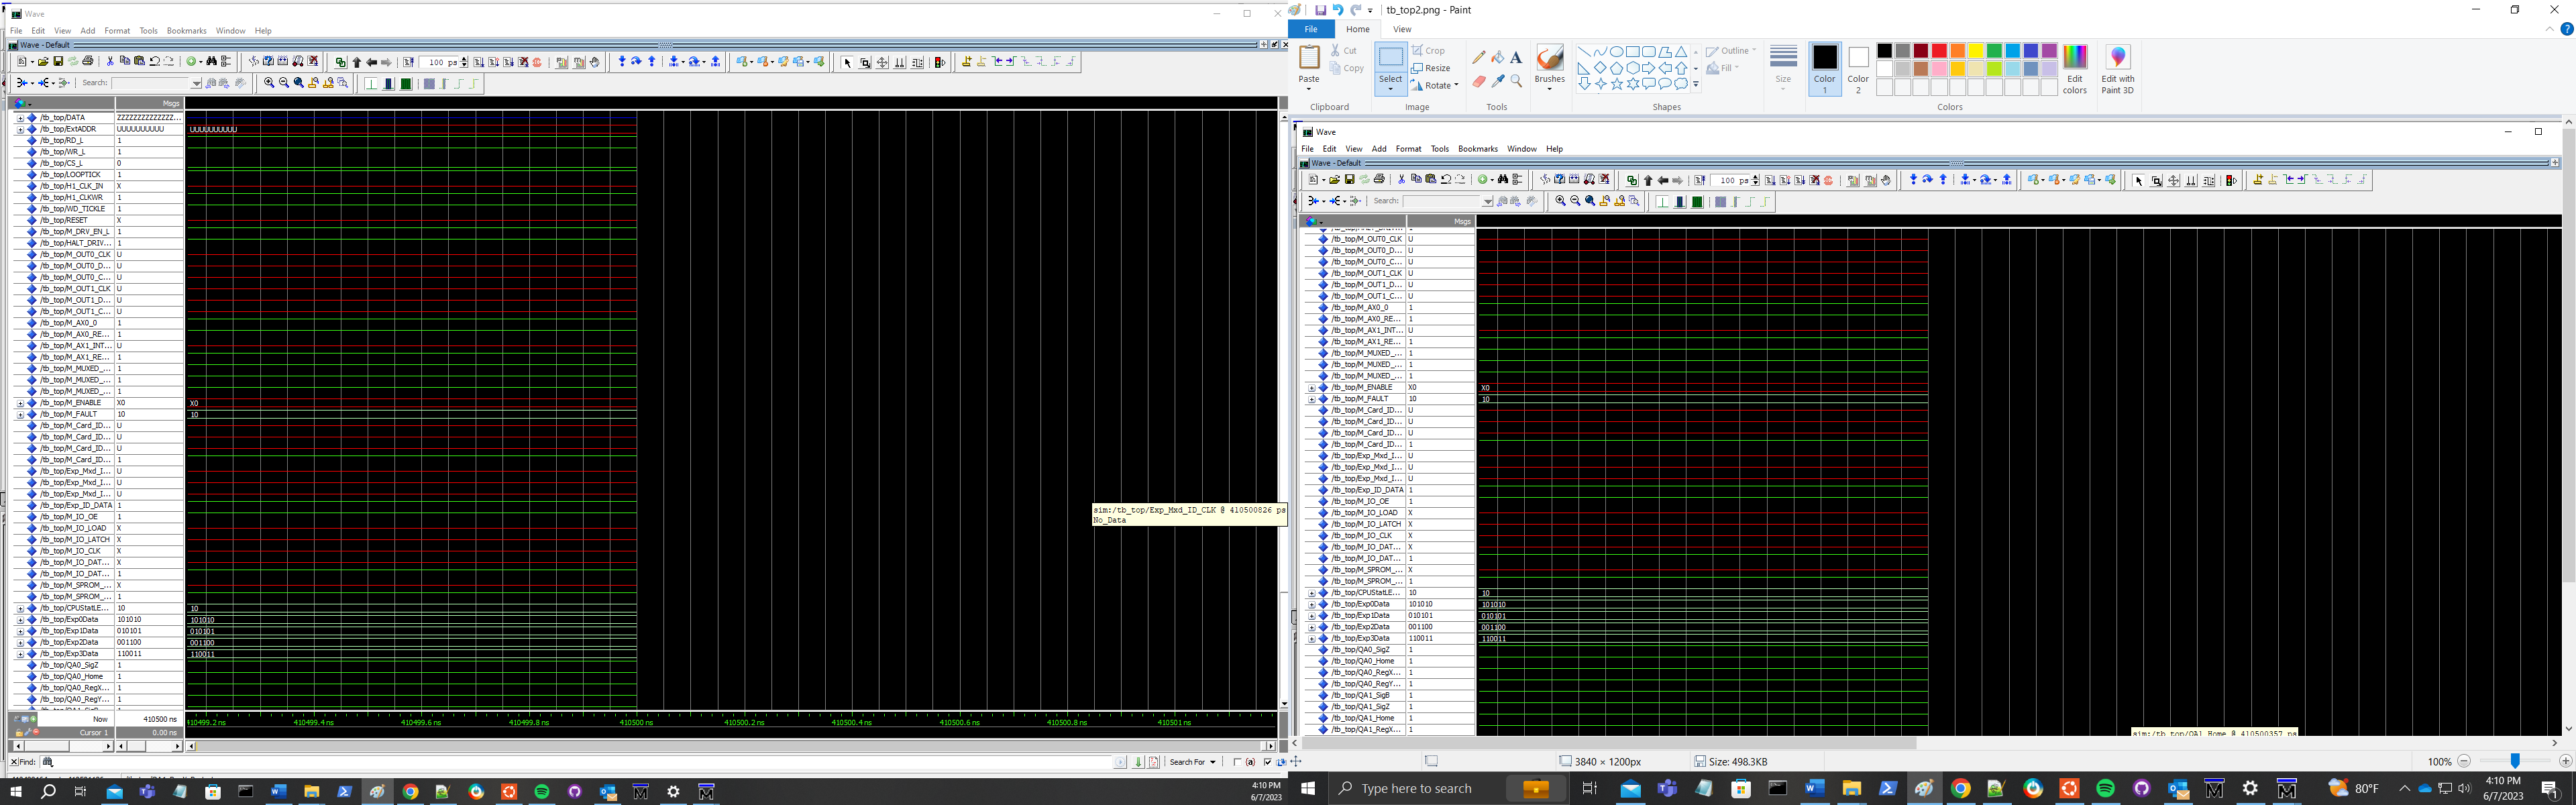 Wave
File Edit View Add Format Tools Bookmarks Window Help
Wave - Default
100 ps
Search:
Msgs
/tb_top/DATA ZZZZZZZZZZZZZZ...
/tb_top/ExtADDR UUUUUUUUUU UUUUUUUUUU
/tb_top/RD_L 1
/tb_top/WR_L 1
/tb_top/CS_L 0
/tb_top/LOOPTICK 1
/tb_top/H1_CLK_IN X
/tb_top/H1_CLKWR 1
/tb_top/WD_TICKLE 1
/tb_top/RESET X
/tb_top/M_DRV_EN_L 1
/tb_top/HALT_DRIV... 1
/tb_top/M_OUT0_CLK U
/tb_top/M_OUT0_D... U
/tb_top/M_OUT0_C... U
/tb_top/M_OUT1_CLK U
/tb_top/M_OUT1_D... U
/tb_top/M_OUT1_C... U
/tb_top/M_AX0_0 1
/tb_top/M_AX0_RE... 1
/tb_top/M_AX1_INT... U
/tb_top/M_AX1_RE... 1
/tb_top/M_MUXED_... 1
/tb_top/M_MUXED_... 1
/tb_top/M_MUXED_... 1
/tb_top/M_ENABLE X0 X0
/tb_top/M_FAULT 10 10
/tb_top/M_Card_ID... U
/tb_top/M_Card_ID... U
/tb_top/M_Card_ID... U
/tb_top/M_Card_ID... 1
/tb_top/Exp_Mxd_I... U
/tb_top/Exp_Mxd_I... U
/tb_top/Exp_Mxd_I... U
/tb_top/Exp_ID_DATA 1
/tb_top/M_IO_OE 1
/tb_top/M_IO_LOAD X
/tb_top/M_IO_LATCH X
/tb_top/M_IO_CLK X
/tb_top/M_IO_DAT... X
/tb_top/M_IO_DAT... 1
/tb_top/M_SPROM_... X
/tb_top/M_SPROM_... 1
/tb_top/CPUStatLE... 10 10
/tb_top/Exp0Data 101010 101010
/tb_top/Exp1Data 010101 010101
/tb_top/Exp2Data 001100 001100
/tb_top/Exp3Data 110011 110011
/tb_top/QA0_SigZ 1
/tb_top/QA0_Home 1
/tb_top/QA0_RegX... 1
/tb_top/QA0_RegY... 1
sim:/tb_top/Exp_Mxd_ID_CLK @ 410500826 ps
No_Data
Now 410500 ns
410499.2 ns 410499.4 ns 410499.6 ns 410499.8 ns 410500 ns 410500.2 ns 410500.4 ns 410500.6 ns 410500.8 ns 410501 ns
Cursor 1 0.00 ns
Find: Search For (a)
4:10 PM
6/7/2023
tb_top2.png - Paint
File Home View
Paste Cut Copy Select Crop Resize Rotate Brushes Outline Fill Size Color 1 Color 2 Edit colors Edit with Paint 3D
Clipboard Image Tools Shapes Colors
Wave
File Edit View Add Format Tools Bookmarks Window Help
Wave - Default
100 ps
Search:
Msgs
/tb_top/M_OUT0_CLK U
/tb_top/M_OUT0_D... U
/tb_top/M_OUT0_C... U
/tb_top/M_OUT1_CLK U
/tb_top/M_OUT1_D... U
/tb_top/M_OUT1_C... U
/tb_top/M_AX0_0 1
/tb_top/M_AX0_RE... 1
/tb_top/M_AX1_INT... U
/tb_top/M_AX1_RE... 1
/tb_top/M_MUXED_... 1
/tb_top/M_MUXED_... 1
/tb_top/M_MUXED_... 1
/tb_top/M_ENABLE X0 X0
/tb_top/M_FAULT 10 10
/tb_top/M_Card_ID... U
/tb_top/M_Card_ID... U
/tb_top/M_Card_ID... U
/tb_top/M_Card_ID... 1
/tb_top/Exp_Mxd_I... U
/tb_top/Exp_Mxd_I... U
/tb_top/Exp_Mxd_I... U
/tb_top/Exp_ID_DATA 1
/tb_top/M_IO_OE 1
/tb_top/M_IO_LOAD X
/tb_top/M_IO_LATCH X
/tb_top/M_IO_CLK X
/tb_top/M_IO_DAT... X
/tb_top/M_IO_DAT... 1
/tb_top/M_SPROM_... X
/tb_top/M_SPROM_... 1
/tb_top/CPUStatLE... 10 10
/tb_top/Exp0Data 101010 101010
/tb_top/Exp1Data 010101 010101
/tb_top/Exp2Data 001100 001100
/tb_top/Exp3Data 110011 110011
/tb_top/QA0_SigZ 1
/tb_top/QA0_Home 1
/tb_top/QA0_RegX... 1
/tb_top/QA0_RegY... 1
/tb_top/QA1_SigB 1
/tb_top/QA1_SigZ 1
/tb_top/QA1_Home 1
/tb_top/QA1_RegX... 1
sim:/tb_top/QA1_Home @ 410500357 ps
3840 × 1200px Size: 498.3KB 100%
Type here to search
80°F
4:10 PM
6/7/2023